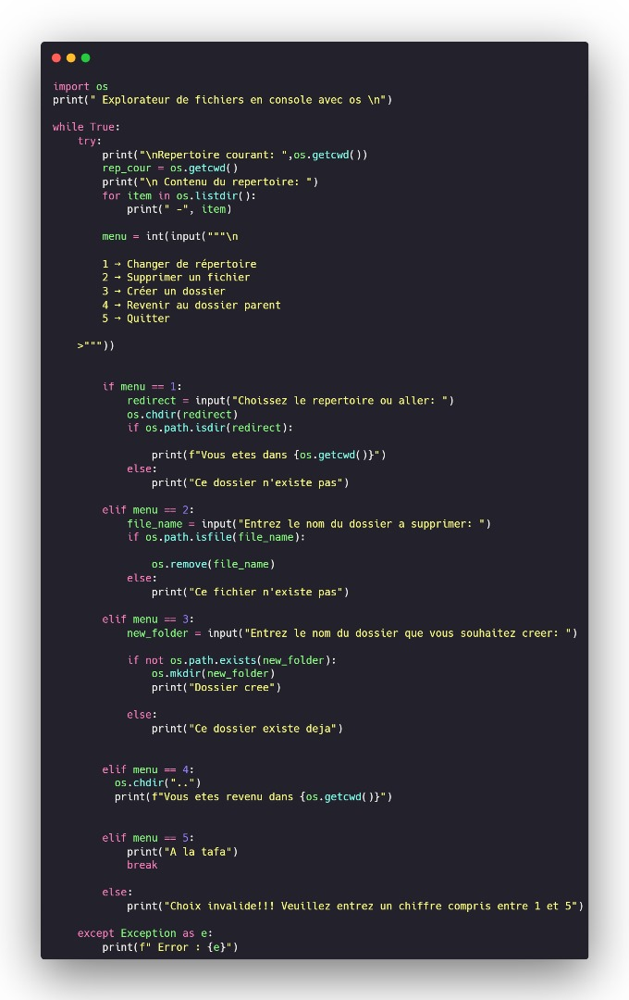 import os
print(" Explorateur de fichiers en console avec os \n")
while True:
    try:
        print("\nRepertoire courant: ",os.getcwd())
        rep_cour = os.getcwd()
        print("\n Contenu du repertoire: ")
        for item in os.listdir():
            print(" -", item)
        menu = int(input("""\n
        1 → Changer de répertoire
        2 → Supprimer un fichier
        3 → Créer un dossier
        4 → Revenir au dossier parent
        5 → Quitter
    >"""))
        if menu == 1:
            redirect = input("Choissez le repertoire ou aller: ")
            os.chdir(redirect)
            if os.path.isdir(redirect):
                print(f"Vous etes dans {os.getcwd()}")
            else:
                print("Ce dossier n'existe pas")
        elif menu == 2:
            file_name = input("Entrez le nom du dossier a supprimer: ")
            if os.path.isfile(file_name):
                os.remove(file_name)
            else:
                print("Ce fichier n'existe pas")
        elif menu == 3:
            new_folder = input("Entrez le nom du dossier que vous souhaitez creer: ")
            if not os.path.exists(new_folder):
                os.mkdir(new_folder)
                print("Dossier cree")
            else:
                print("Ce dossier existe deja")
        elif menu == 4:
          os.chdir("..")
          print(f"Vous etes revenu dans {os.getcwd()}")
        elif menu == 5:
            print("A la tafa")
            break
        else:
            print("Choix invalide!!! Veuillez entrez un chiffre compris entre 1 et 5")
    except Exception as e:
        print(f" Error : {e}")